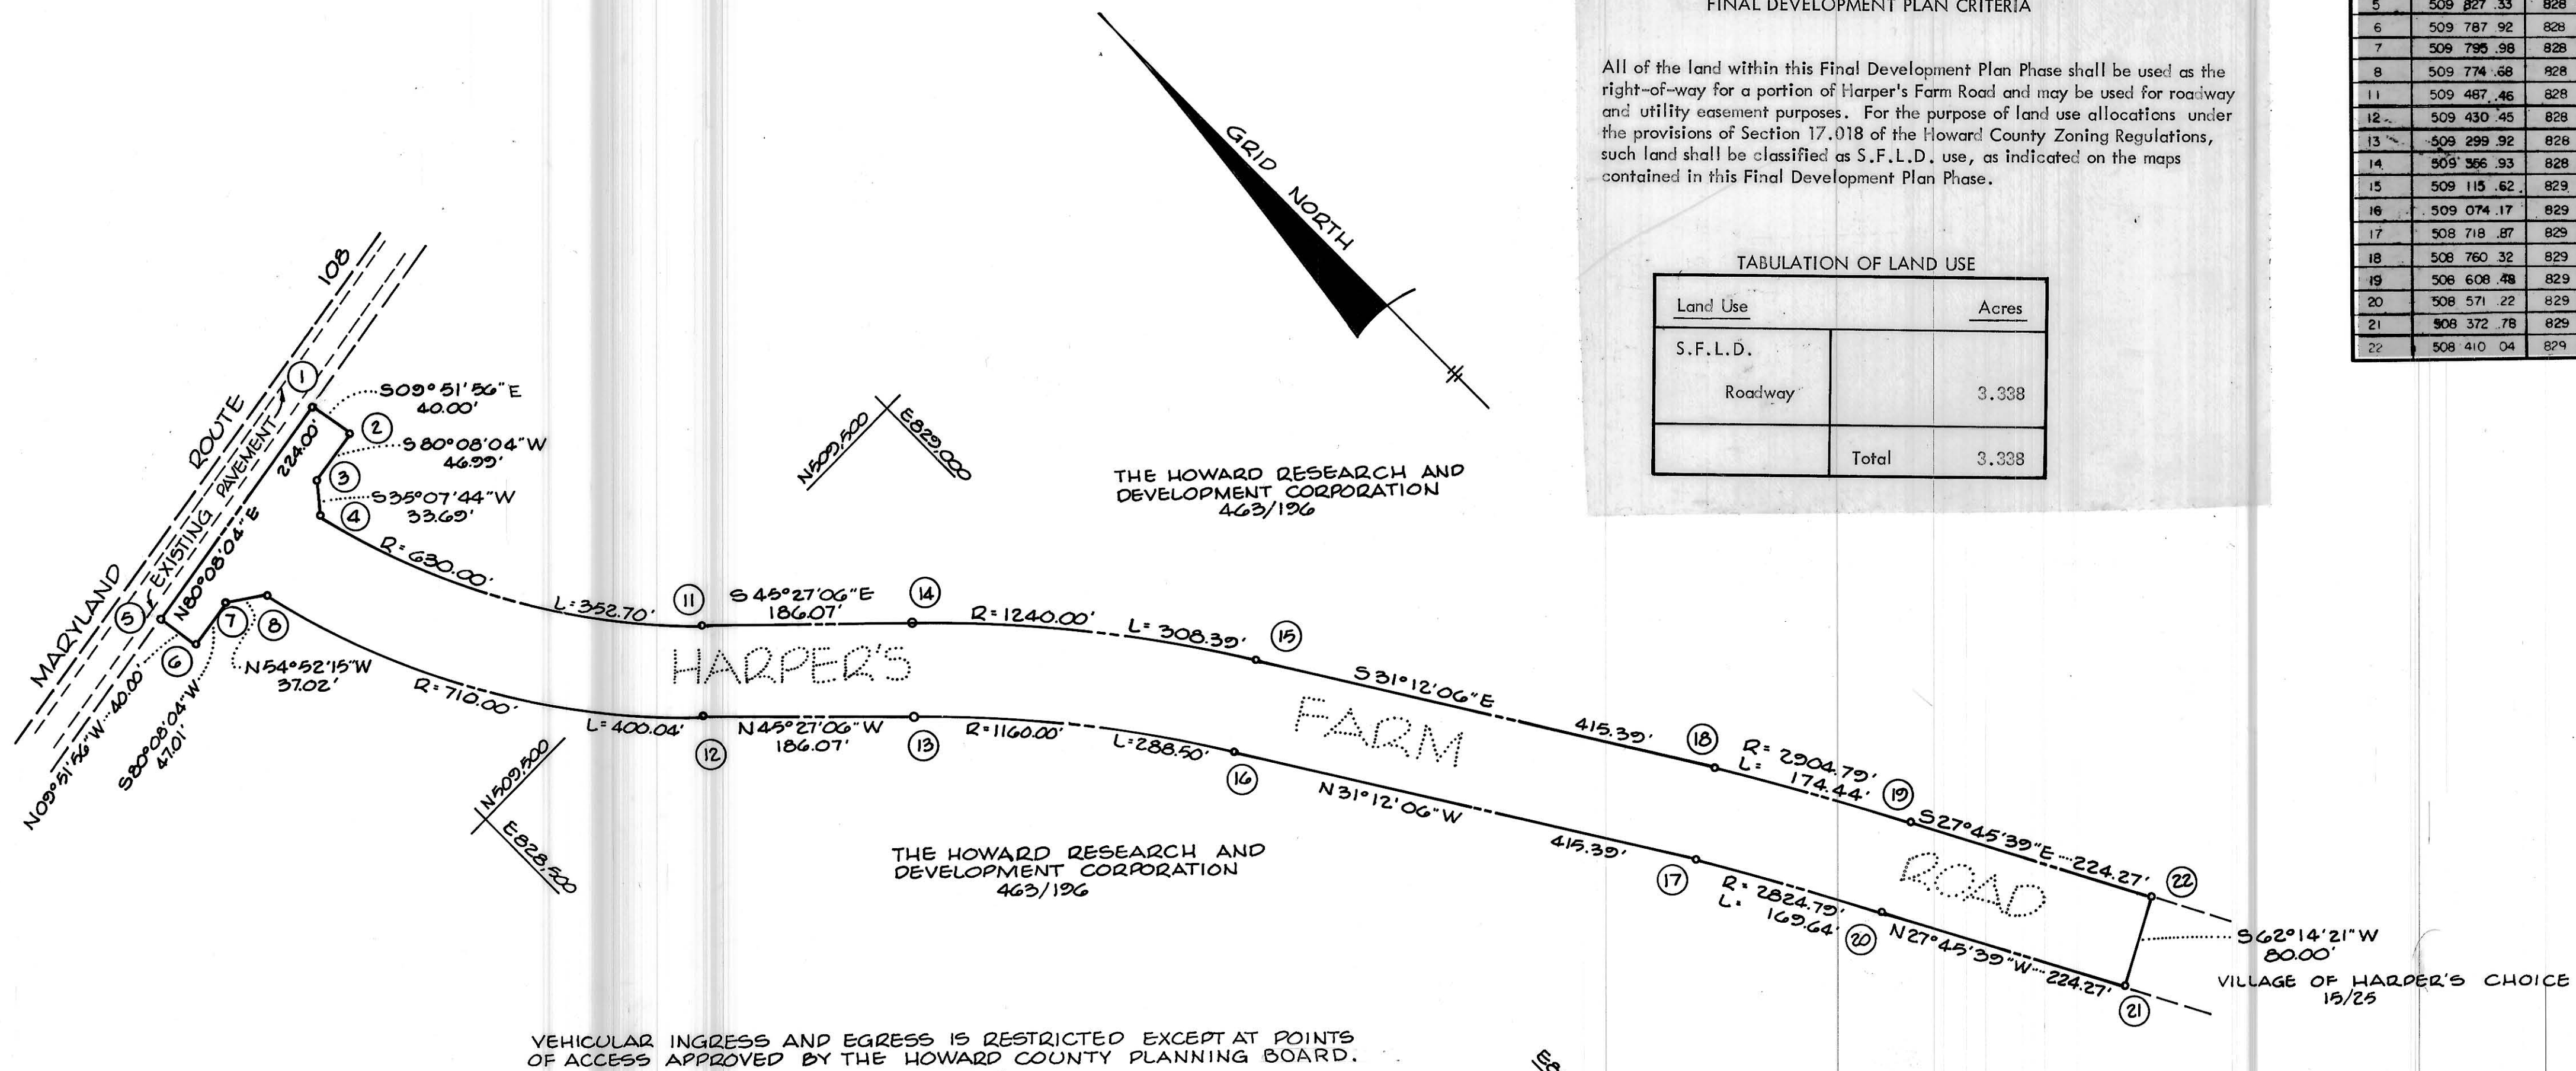 FINAL DEVELOPMENT PLAN CRITERIA
All of the land within this Final Development Plan Phase shall be used as the
right-of-way for a portion of Harper's Farm Road and may be used for roadway
and utility easement purposes. For the purpose of land use allocations under
the provisions of Section 17.018 of the Howard County Zoning Regulations,
such land shall be classified as S.F.L.D. use, as indicated on the maps
contained in this Final Development Plan Phase.
TABULATION OF LAND USE
Land Use Acres
S.F.L.D.
Roadway 3.338
Total 3.338
5 509 827 .33 828
6 509 787 .92 828
7 509 795 .98 828
8 509 774 .68 828
11 509 487 .46 828
12 509 430 .45 828
13 509 299 .92 828
14 509 356 .93 828
15 509 115 .62 829
16 509 074 .17 829
17 508 718 .87 829
18 508 760 32 829
19 508 608 .48 829
20 508 571 .22 829
21 508 372 .78 829
22 508 410 04 829
GRID NORTH
MARYLAND ROUTE 108
EXISTING PAVEMENT
1
S09°51'56"E
40.00'
2
S80°08'04"W
46.99'
3
S35°07'44"W
33.69'
4
224.00'
N80°08'04"E
5
6
7
8
N54°52'15"W
37.02'
N09°51'56"W 40.00'
S80°08'04"W
47.01'
R=630.00'
L=352.70'
R=710.00'
L=400.04'
11
S45°27'06"E
186.07'
14
R=1240.00'
L=308.39'
15
HARPER'S
12
N45°27'06"W
186.07'
13
R=1160.00'
L=288.50'
16
S31°12'06"E
415.39'
18
FARM
N31°12'06"W
415.39'
17
R=2904.79'
L=174.44'
19
S27°45'39"E 224.27'
22
ROAD
R=2824.79'
L=169.64'
20
N27°45'39"W 224.27'
21
S62°14'21"W
80.00'
VILLAGE OF HARPER'S CHOICE
15/25
N509,500
E829,000
THE HOWARD RESEARCH AND
DEVELOPMENT CORPORATION
463/196
N509,500
E828,500
THE HOWARD RESEARCH AND
DEVELOPMENT CORPORATION
463/196
VEHICULAR INGRESS AND EGRESS IS RESTRICTED EXCEPT AT POINTS
OF ACCESS APPROVED BY THE HOWARD COUNTY PLANNING BOARD.